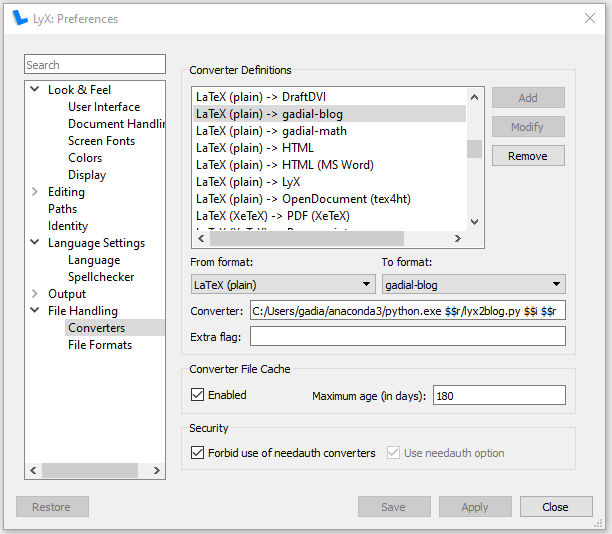 LyX: Preferences
Search
Look & Feel
User Interface
Document Handlin
Screen Fonts
Colors
Display
Editing
Paths
Identity
Language Settings
Language
Spellchecker
Output
File Handling
Converters
File Formats
Converter Definitions
LaTeX (plain) -> DraftDVI
LaTeX (plain) -> gadial-blog
LaTeX (plain) -> gadial-math
LaTeX (plain) -> HTML
LaTeX (plain) -> HTML (MS Word)
LaTeX (plain) -> LyX
LaTeX (plain) -> OpenDocument (tex4ht)
LaTeX (XeTeX) -> PDF (XeTeX)
Add
Modify
Remove
From format: To format:
LaTeX (plain) gadial-blog
Converter: C:/Users/gadia/anaconda3/python.exe $$r/lyx2blog.py $$i $$r
Extra flag:
Converter File Cache
Enabled Maximum age (in days): 180
Security
Forbid use of needauth converters Use needauth option
Restore Save Apply Close